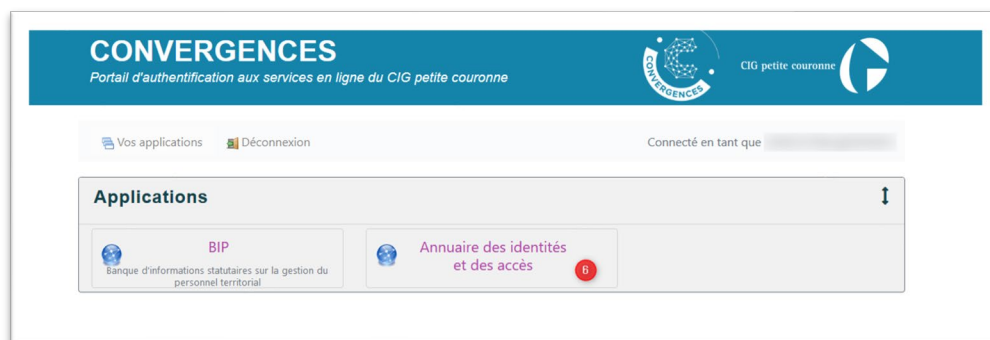 CONVERGENCES
Portail d'authentification aux services en ligne du CIG petite couronne
CONVERGENCES
CIG petite couronne
Vos applications
Déconnexion
Connecté en tant que
Applications
BIP
Banque d'informations statutaires sur la gestion du
personnel territorial
Annuaire des identités
et des accès
6